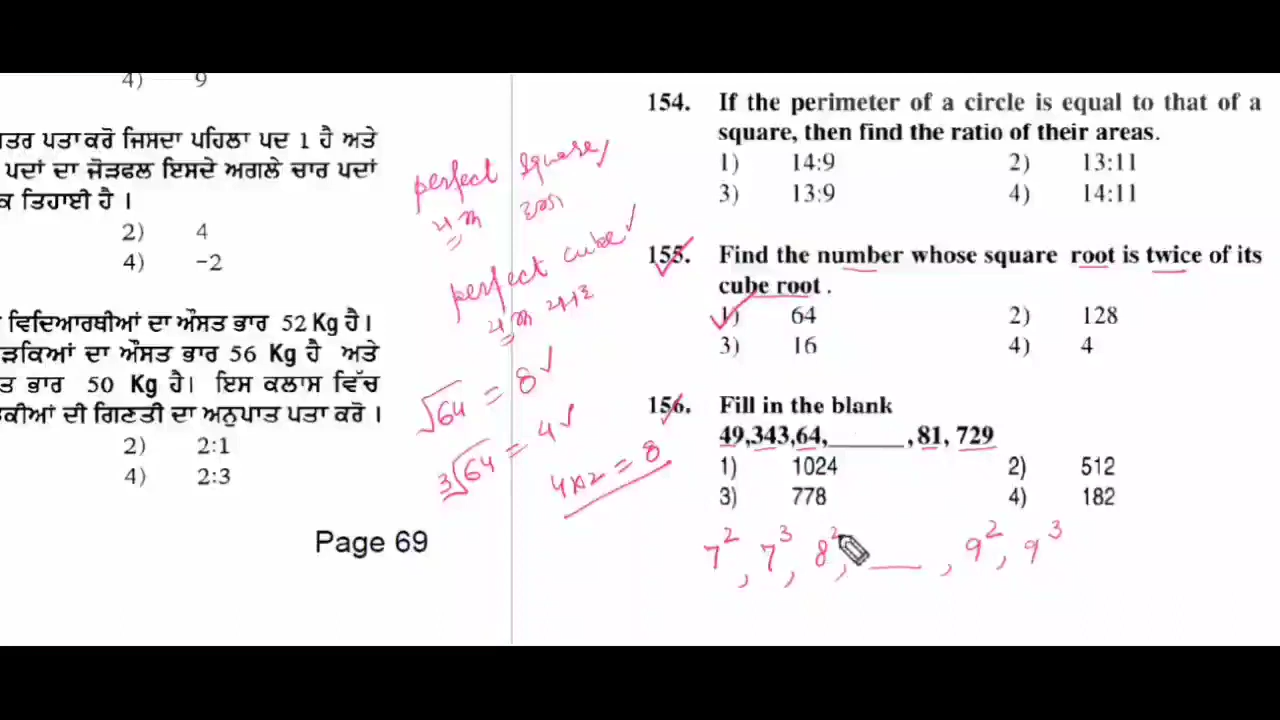 4) 9
ਤਰ ਪਤਾ ਕਰੋ ਜਿਸਦਾ ਪਹਿਲਾ ਪਦ 1 ਹੈ ਅਤੇ
ਪਦਾਂ ਦਾ ਜੋੜਫਲ ਇਸਦੇ ਅਗਲੇ ਚਾਰ ਪਦਾਂ
ਕ ਤਿਹਾਈ ਹੈ ।
2) 4
4) -2
ਵਿਦਿਆਰਥੀਆਂ ਦਾ ਔਸਤ ਭਾਰ 52 Kg ਹੈ।
ੜਕਿਆਂ ਦਾ ਔਸਤ ਭਾਰ 56 Kg ਹੈ ਅਤੇ
ਤ ਭਾਰ 50 Kg ਹੈ। ਇਸ ਕਲਾਸ ਵਿੱਚ
ਕੀਆਂ ਦੀ ਗਿਣਤੀ ਦਾ ਅਨੁਪਾਤ ਪਤਾ ਕਰੋ ।
2) 2:1
4) 2:3
Page 69
perfect square
perfect cube
√64 = 8
3√64 = 4
4x2 = 8
154. If the perimeter of a circle is equal to that of a
square, then find the ratio of their areas.
1) 14:9 2) 13:11
3) 13:9 4) 14:11
155. Find the number whose square root is twice of its
cube root .
1) 64 2) 128
3) 16 4) 4
156. Fill in the blank
49,343,64,______,81, 729
1) 1024 2) 512
3) 778 4) 182
7², 7³, 8², ___ , 9², 9³